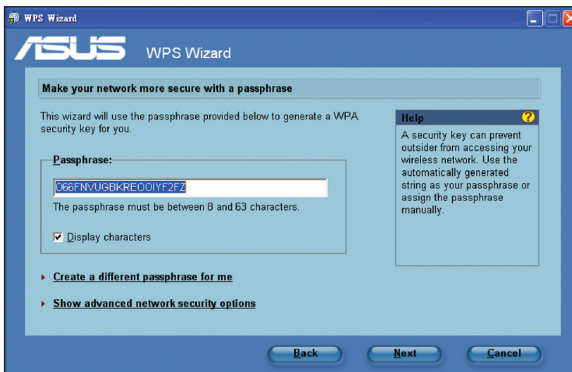 WPS Wizard
ASUS WPS Wizard
Make your network more secure with a passphrase
This wizard will use the passphrase provided below to generate a WPA
security key for you.
Passphrase:
O66FNVUGBKREOOIYF2FZ
The passphrase must be between 8 and 63 characters.
Display characters
Create a different passphrase for me
Show advanced network security options
Help
A security key can prevent
outsider from accessing your
wireless network. Use the
automatically generated
string as your passphrase or
assign the passphrase
manually.
Back Next Cancel